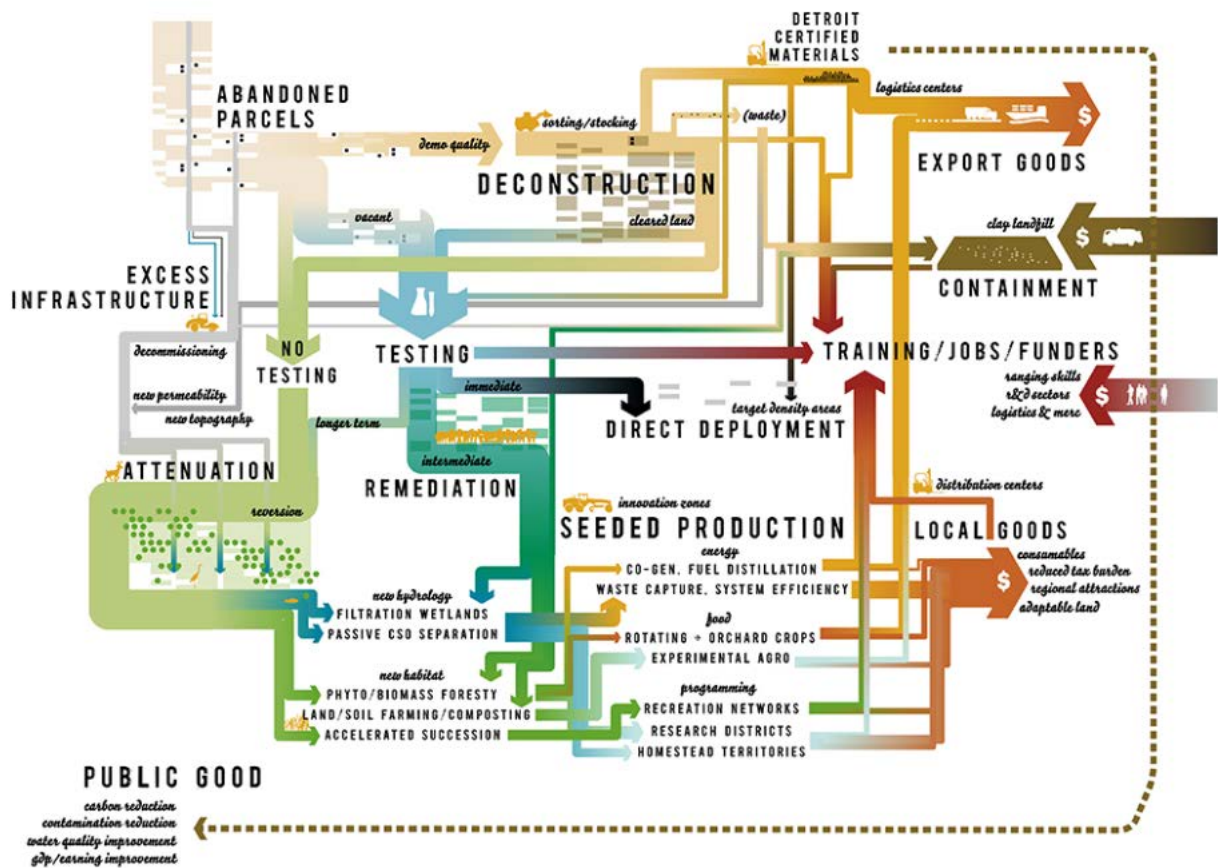 DETROIT
CERTIFIED
MATERIALS
ABANDONED
PARCELS
logistics centers
sorting/stocking
(waste)
demo quality
$
EXPORT GOODS
DECONSTRUCTION
vacant
cleared land
clay landfill
$
EXCESS
INFRASTRUCTURE
CONTAINMENT
decommissioning
NO
TESTING
TESTING
TRAINING/JOBS/FUNDERS
immediate
ranging skills
r&d sectors
logistics & merc
$
new permeability
new topography
longer term
target density areas
DIRECT DEPLOYMENT
ATTENUATION
intermediate
REMEDIATION
reversion
innovation zones
SEEDED PRODUCTION
distribution centers
LOCAL GOODS
energy
CO-GEN, FUEL DISTILLATION
WASTE CAPTURE, SYSTEM EFFICIENCY
$
consumables
reduced tax burden
regional attractions
adaptable land
new hydrology
FILTRATION WETLANDS
PASSIVE CSO SEPARATION
food
ROTATING + ORCHARD CROPS
EXPERIMENTAL AGRO
new habitat
PHYTO/BIOMASS FORESTY
LAND/SOIL FARMING/COMPOSTING
ACCELERATED SUCCESSION
programming
RECREATION NETWORKS
RESEARCH DISTRICTS
HOMESTEAD TERRITORIES
PUBLIC GOOD
carbon reduction
contamination reduction
water quality improvement
gdp/earning improvement